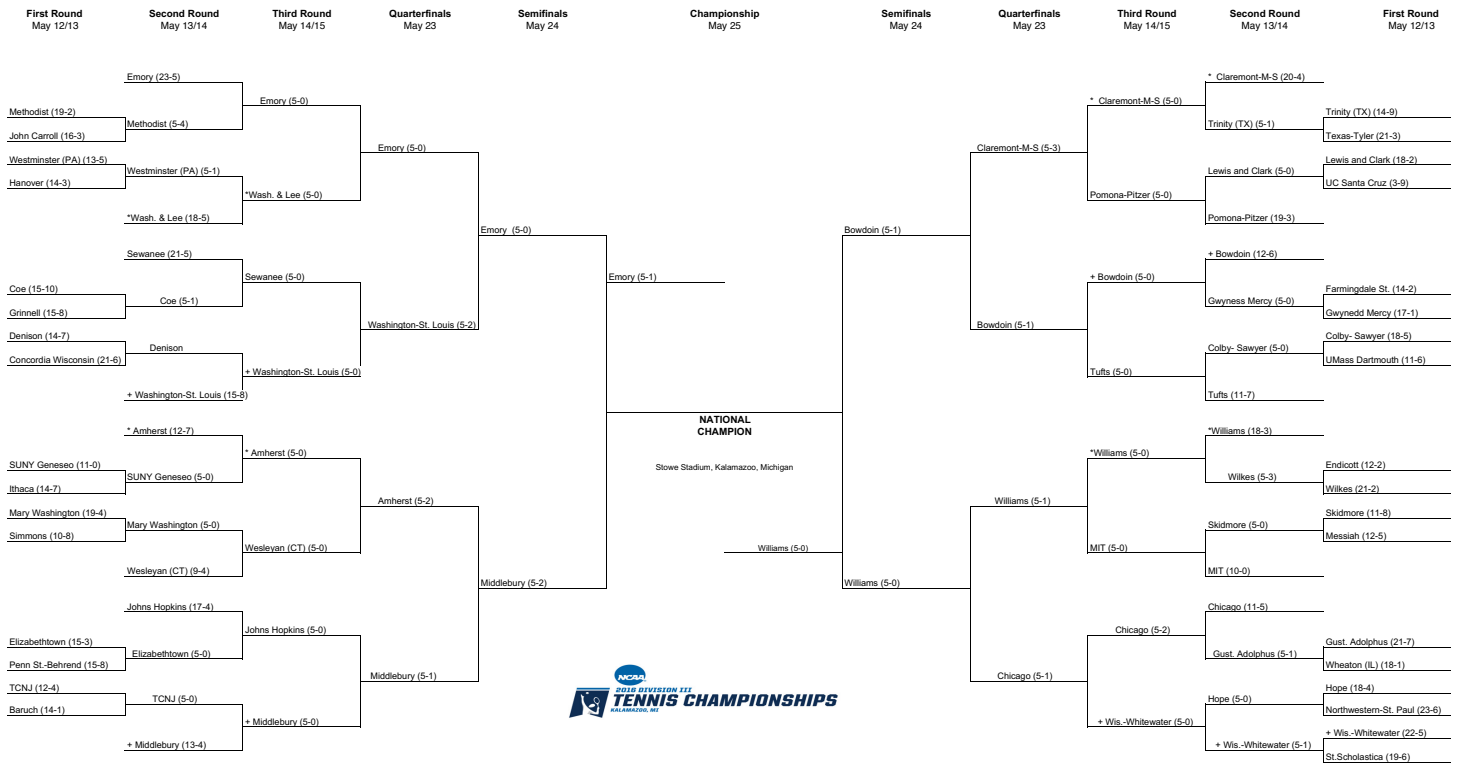 First Round
May 12/13
Second Round
May 13/14
Third Round
May 14/15
Quarterfinals
May 23
Semifinals
May 24
Championship
May 25
Semifinals
May 24
Quarterfinals
May 23
Third Round
May 14/15
Second Round
May 13/14
First Round
May 12/13
Methodist (19-2)
John Carroll (16-3)
Westminster (PA) (13-5)
Hanover (14-3)
Coe (15-10)
Grinnell (15-8)
Denison (14-7)
Concordia Wisconsin (21-6)
SUNY Geneseo (11-0)
Ithaca (14-7)
Mary Washington (19-4)
Simmons (10-8)
Elizabethtown (15-3)
Penn St.-Behrend (15-8)
TCNJ (12-4)
Baruch (14-1)
Emory (23-5)
Methodist (5-4)
Westminster (PA) (5-1)
*Wash. & Lee (18-5)
Sewanee (21-5)
Coe (5-1)
Denison
+ Washington-St. Louis (15-8)
* Amherst (12-7)
SUNY Geneseo (5-0)
Mary Washington (5-0)
Wesleyan (CT) (9-4)
Johns Hopkins (17-4)
Elizabethtown (5-0)
TCNJ (5-0)
+ Middlebury (13-4)
Emory (5-0)
*Wash. & Lee (5-0)
Sewanee (5-0)
+ Washington-St. Louis (5-0)
* Amherst (5-0)
Wesleyan (CT) (5-0)
Johns Hopkins (5-0)
+ Middlebury (5-0)
Emory (5-0)
Washington-St. Louis (5-2)
Amherst (5-2)
Middlebury (5-1)
Emory (5-0)
Middlebury (5-2)
Emory (5-1)
NATIONAL
CHAMPION
Stowe Stadium, Kalamazoo, Michigan
Williams (5-0)
NCAA
2016 DIVISION III
TENNIS CHAMPIONSHIPS
KALAMAZOO, MI
Bowdoin (5-1)
Williams (5-0)
Claremont-M-S (5-3)
Bowdoin (5-1)
Williams (5-1)
Chicago (5-1)
* Claremont-M-S (5-0)
Pomona-Pitzer (5-0)
+ Bowdoin (5-0)
Tufts (5-0)
*Williams (5-0)
MIT (5-0)
Chicago (5-2)
+ Wis.-Whitewater (5-0)
* Claremont-M-S (20-4)
Trinity (TX) (5-1)
Lewis and Clark (5-0)
Pomona-Pitzer (19-3)
+ Bowdoin (12-6)
Gwyness Mercy (5-0)
Colby- Sawyer (5-0)
Tufts (11-7)
*Williams (18-3)
Wilkes (5-3)
Skidmore (5-0)
MIT (10-0)
Chicago (11-5)
Gust. Adolphus (5-1)
Hope (5-0)
+ Wis.-Whitewater (5-1)
Trinity (TX) (14-9)
Texas-Tyler (21-3)
Lewis and Clark (18-2)
UC Santa Cruz (3-9)
Farmingdale St. (14-2)
Gwynedd Mercy (17-1)
Colby- Sawyer (18-5)
UMass Dartmouth (11-6)
Endicott (12-2)
Wilkes (21-2)
Skidmore (11-8)
Messiah (12-5)
Gust. Adolphus (21-7)
Wheaton (IL) (18-1)
Hope (18-4)
Northwestern-St. Paul (23-6)
+ Wis.-Whitewater (22-5)
St.Scholastica (19-6)